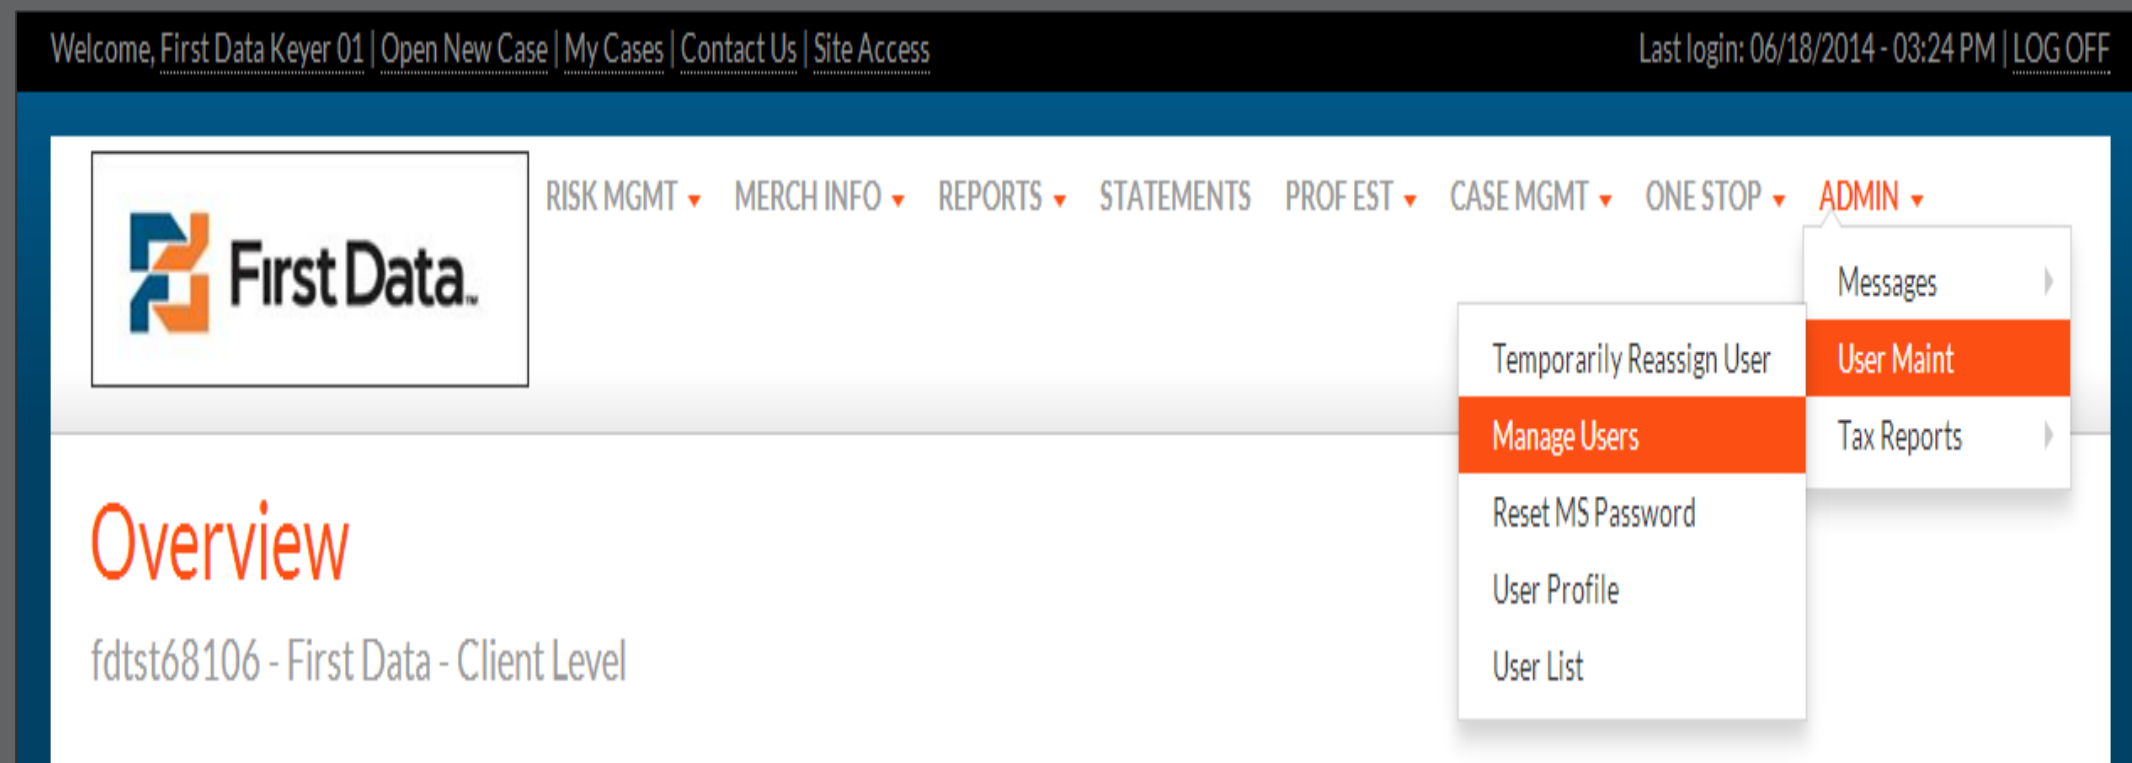 Welcome, First Data Keyer 01 | Open New Case | My Cases | Contact Us | Site Access
Last login: 06/18/2014 - 03:24 PM | LOG OFF
First Data™
RISK MGMT MERCH INFO REPORTS STATEMENTS PROF EST CASE MGMT ONE STOP ADMIN
Messages
User Maint
Tax Reports
Temporarily Reassign User
Manage Users
Reset MS Password
User Profile
User List
Overview
fdtst68106 - First Data - Client Level